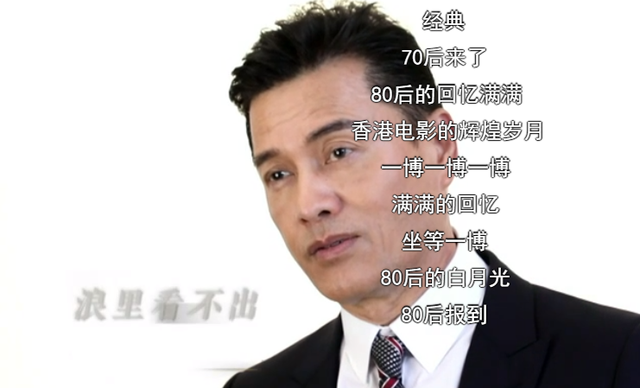 经典
70后来了
80后的回忆满满
香港电影的辉煌岁月
一博一博一博
满满的回忆
坐等一博
80后的白月光
浪里看不出
80后报到